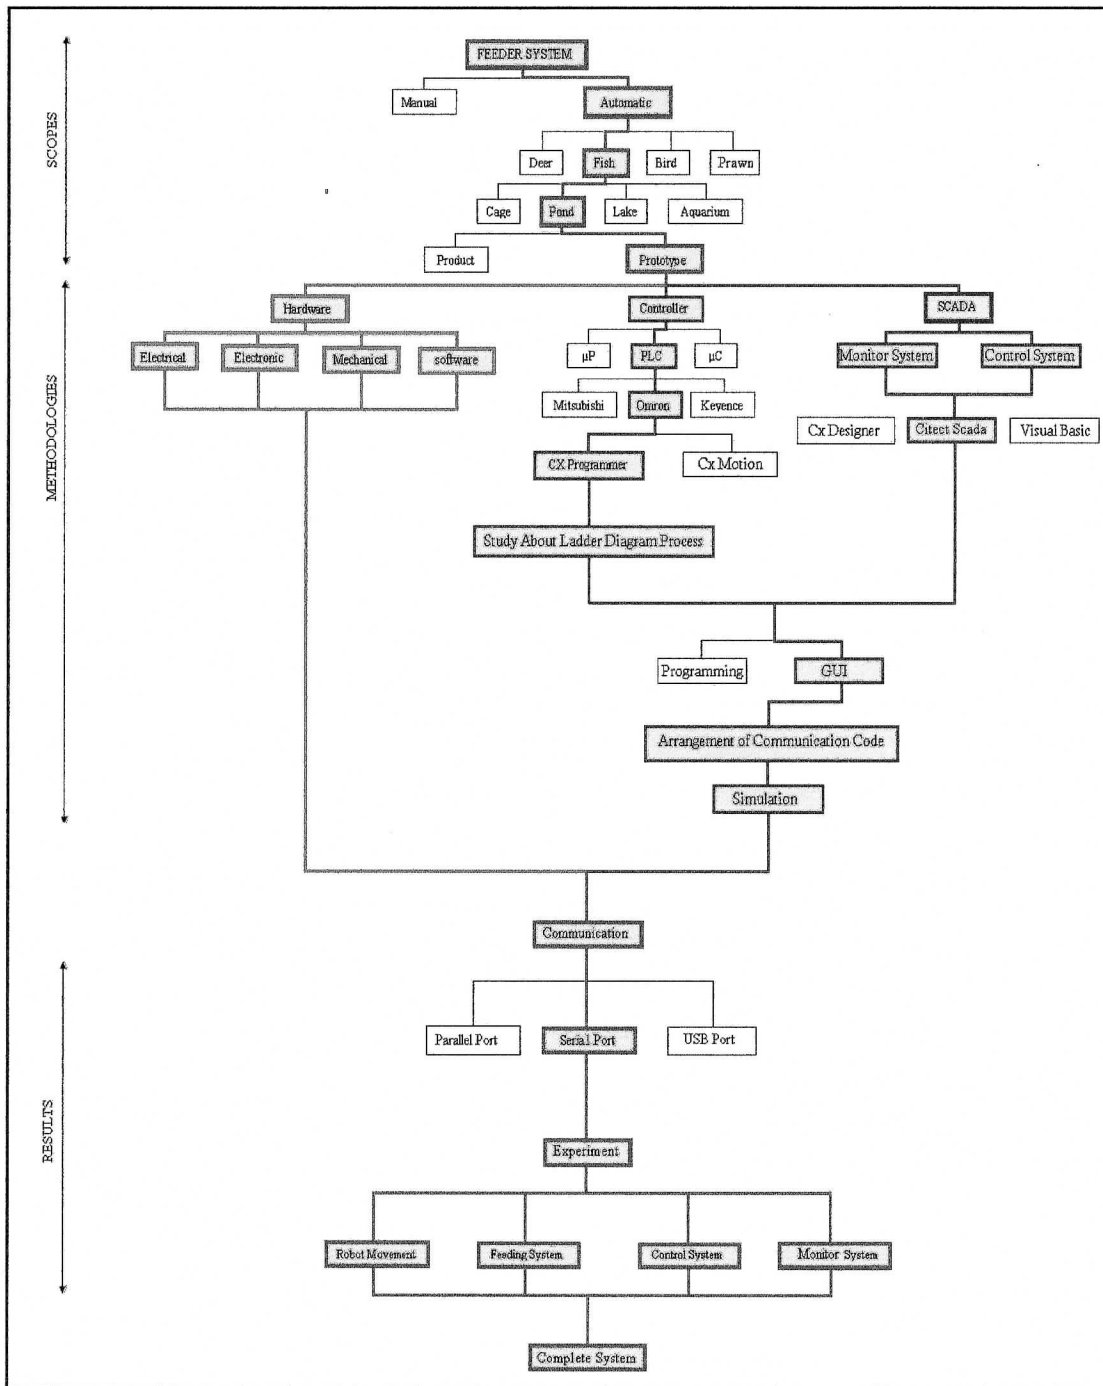 FEEDER SYSTEM
Manual
Automatic
SCOPES
Deer
Fish
Bird
Prawn
Cage
Pond
Lake
Aquarium
Product
Prototype
METHODOLOGIES
Hardware
Controller
SCADA
Electrical
Electronic
Mechanical
software
µP
PLC
µC
Monitor System
Control System
Mitsubishi
Omron
Keyence
Cx Designer
Citect Scada
Visual Basic
CX Programmer
Cx Motion
Study About Ladder Diagram Process
Programming
GUI
Arrangement of Communication Code
Simulation
Communication
RESULTS
Parallel Port
Serial Port
USB Port
Experiment
Robot Movement
Feeding System
Control System
Monitor System
Complete System